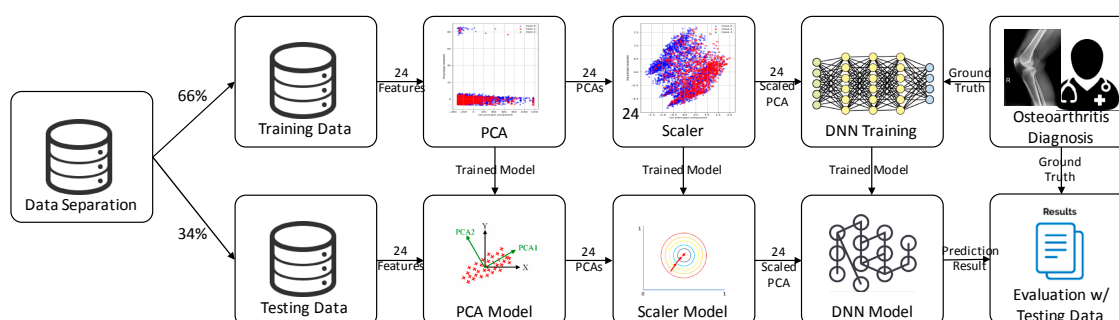 Data Separation
66%
34%
Training Data
24
Features
PCA
24
PCAs
24
Scaler
24
Scaled
PCA
DNN Training
Ground
Truth
R
Osteoarthritis
Diagnosis
Trained Model
Trained Model
Trained Model
Ground
Truth
Testing Data
24
Features
Y
PCA2
PCA1
X
PCA Model
24
PCAs
1
0
1
Scaler Model
24
Scaled
PCA
DNN Model
Prediction
Result
Results
Evaluation w/
Testing Data